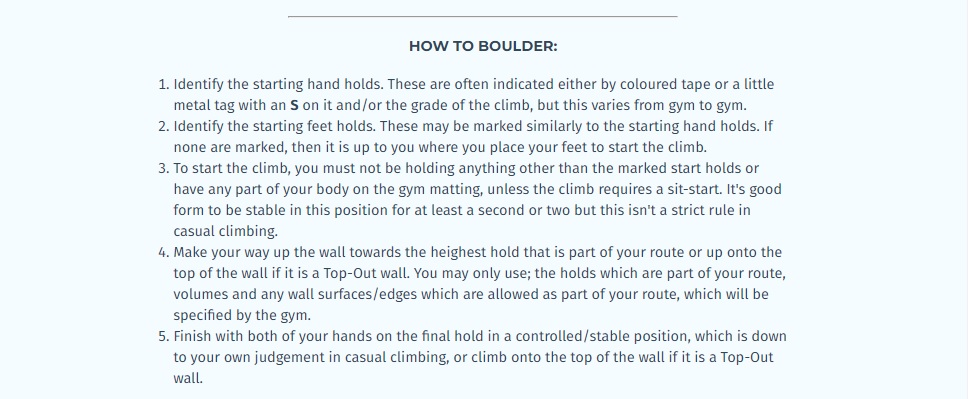 HOW TO BOULDER:
1. Identify the starting hand holds. These are often indicated either by coloured tape or a little
metal tag with an S on it and/or the grade of the climb, but this varies from gym to gym.
2. Identify the starting feet holds. These may be marked similarly to the starting hand holds. If
none are marked, then it is up to you where you place your feet to start the climb.
3. To start the climb, you must not be holding anything other than the marked start holds or
have any part of your body on the gym matting, unless the climb requires a sit-start. It's good
form to be stable in this position for at least a second or two but this isn't a strict rule in
casual climbing.
4. Make your way up the wall towards the heighest hold that is part of your route or up onto the
top of the wall if it is a Top-Out wall. You may only use; the holds which are part of your route,
volumes and any wall surfaces/edges which are allowed as part of your route, which will be
specified by the gym.
5. Finish with both of your hands on the final hold in a controlled/stable position, which is down
to your own judgement in casual climbing, or climb onto the top of the wall if it is a Top-Out
wall.